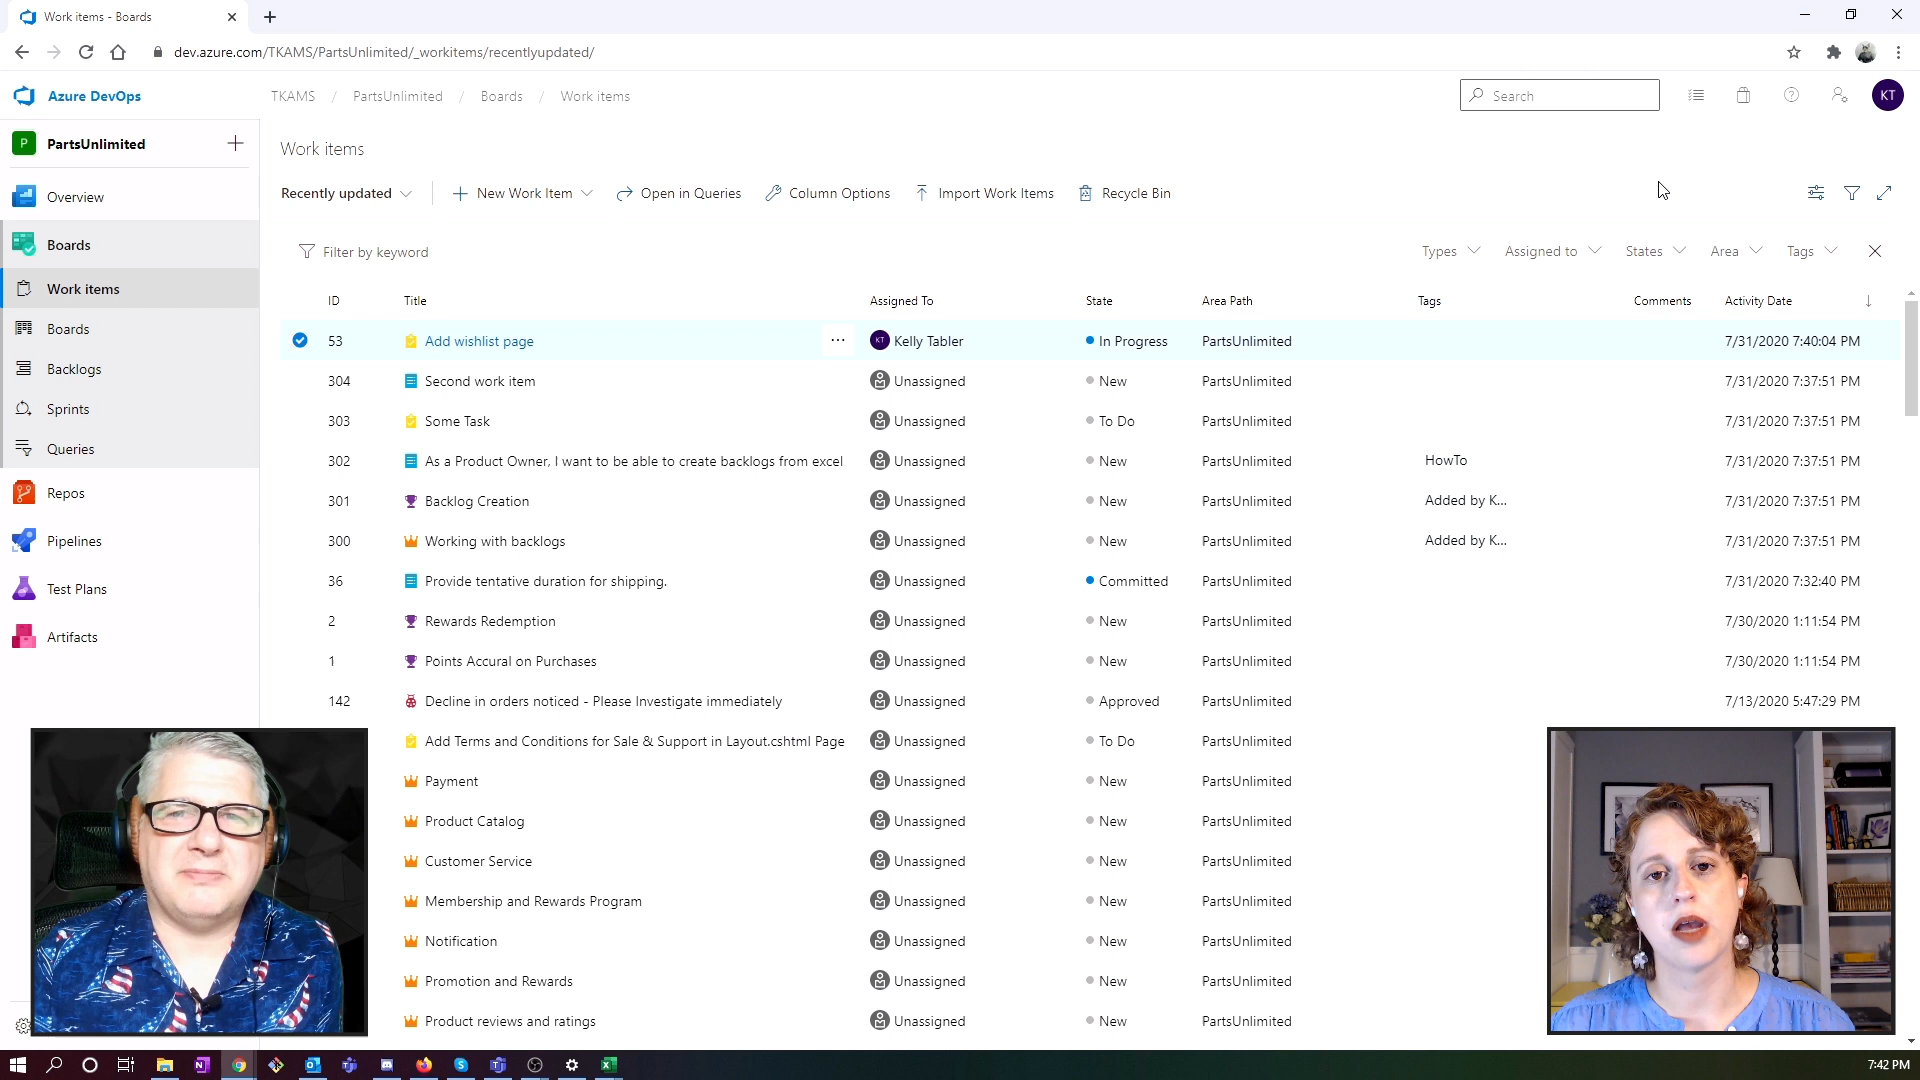 Work items - Boards
dev.azure.com/TKAMS/PartsUnlimited/_workitems/recentlyupdated/
Azure DevOps
TKAMS / PartsUnlimited / Boards / Work items
Search
KT
P PartsUnlimited
Overview
Boards
Work items
Boards
Backlogs
Sprints
Queries
Repos
Pipelines
Test Plans
Artifacts
Work items
Recently updated New Work Item Open in Queries Column Options Import Work Items Recycle Bin
Filter by keyword Types Assigned to States Area Tags
ID Title Assigned To State Area Path Tags Comments Activity Date
53 Add wishlist page KT Kelly Tabler In Progress PartsUnlimited 7/31/2020 7:40:04 PM
304 Second work item Unassigned New PartsUnlimited 7/31/2020 7:37:51 PM
303 Some Task Unassigned To Do PartsUnlimited 7/31/2020 7:37:51 PM
302 As a Product Owner, I want to be able to create backlogs from excel Unassigned New PartsUnlimited HowTo 7/31/2020 7:37:51 PM
301 Backlog Creation Unassigned New PartsUnlimited Added by K... 7/31/2020 7:37:51 PM
300 Working with backlogs Unassigned New PartsUnlimited Added by K... 7/31/2020 7:37:51 PM
36 Provide tentative duration for shipping. Unassigned Committed PartsUnlimited 7/31/2020 7:32:40 PM
2 Rewards Redemption Unassigned New PartsUnlimited 7/30/2020 1:11:54 PM
1 Points Accural on Purchases Unassigned New PartsUnlimited 7/30/2020 1:11:54 PM
142 Decline in orders noticed - Please Investigate immediately Unassigned Approved PartsUnlimited 7/13/2020 5:47:29 PM
Add Terms and Conditions for Sale & Support in Layout.cshtml Page Unassigned To Do PartsUnlimited
Payment Unassigned New PartsUnlimited
Product Catalog Unassigned New PartsUnlimited
Customer Service Unassigned New PartsUnlimited
Membership and Rewards Program Unassigned New PartsUnlimited
Notification Unassigned New PartsUnlimited
Promotion and Rewards Unassigned New PartsUnlimited
Product reviews and ratings Unassigned New PartsUnlimited
7:42 PM